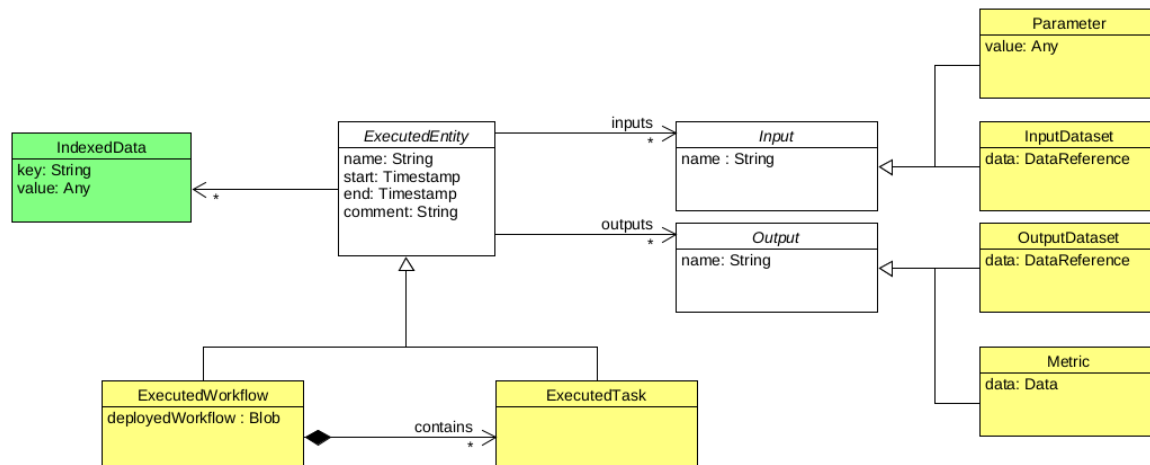 Parameter
value: Any
IndexedData
key: String
value: Any
*
ExecutedEntity
name: String
start: Timestamp
end: Timestamp
comment: String
inputs
*
Input
name : String
InputDataset
data: DataReference
outputs
*
Output
name: String
OutputDataset
data: DataReference
Metric
data: Data
ExecutedWorkflow
deployedWorkflow : Blob
contains
*
ExecutedTask